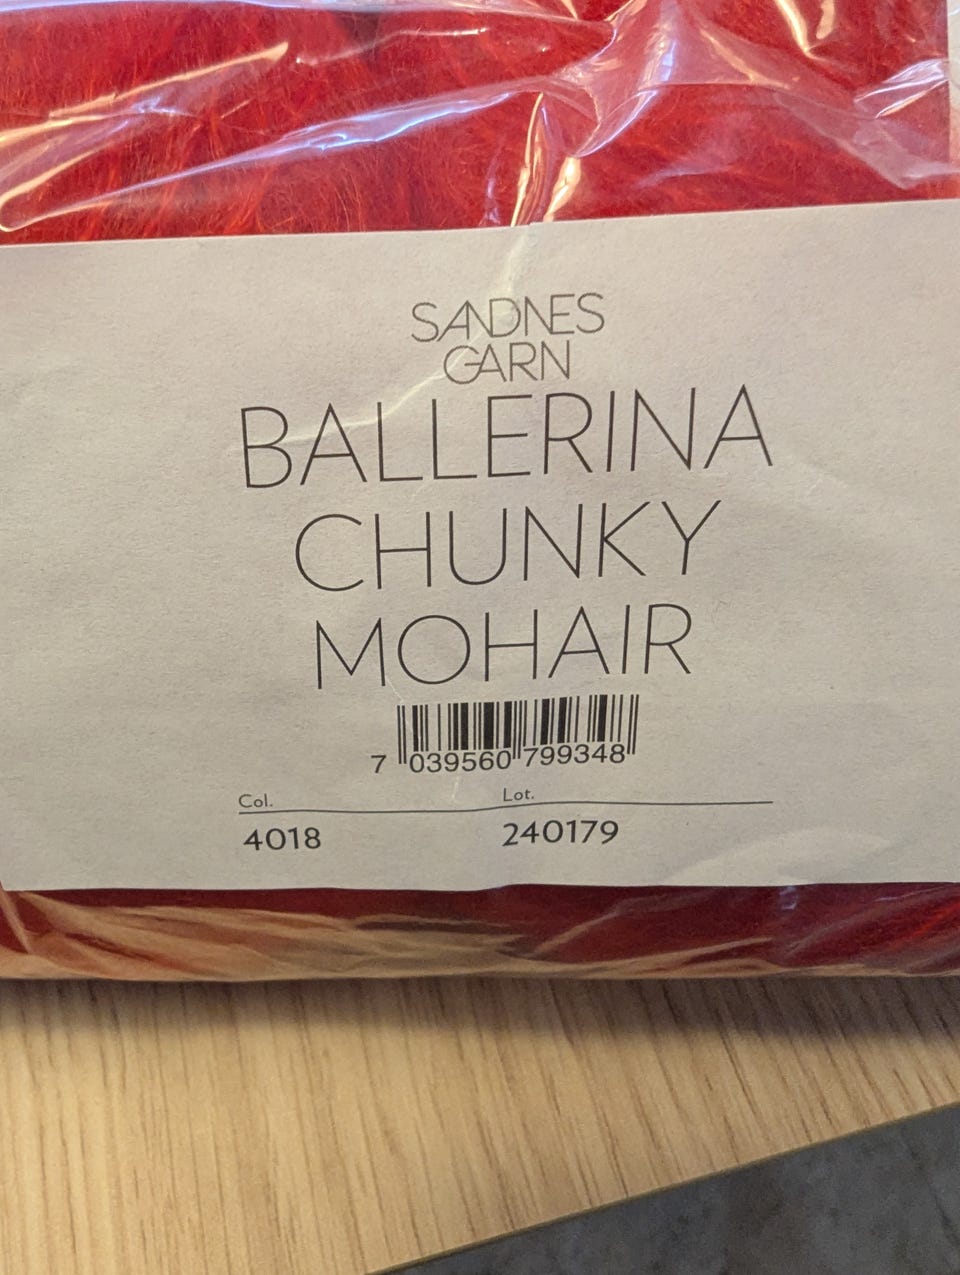 SANDNES
GARN
BALLERINA
CHUNKY
MOHAIR
7 039560 799348
Col. Lot.
4018 240179